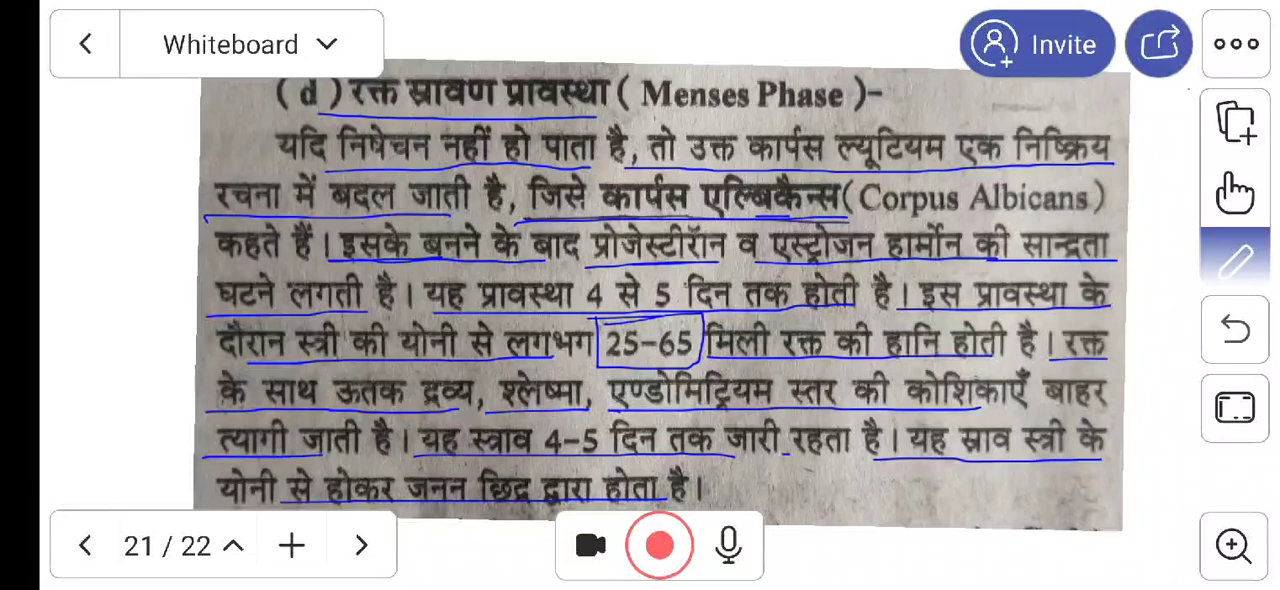 Whiteboard
Invite
( d ) रक्त स्रावण प्रावस्था ( Menses Phase )-
यदि निषेचन नहीं हो पाता है, तो उक्त कार्पस ल्यूटियम एक निष्क्रिय
रचना में बदल जाती है, जिसे कार्पस एल्बिकैन्स( Corpus Albicans )
कहते हैं। इसके बनने के बाद प्रोजेस्टीरॉन व एस्ट्रोजन हार्मोन की सान्द्रता
घटने लगती है। यह प्रावस्था 4 से 5 दिन तक होती है। इस प्रावस्था के
दौरान स्त्री की योनी से लगभग 25-65 मिली रक्त की हानि होती है। रक्त
के साथ ऊतक द्रव्य, श्लेष्मा, एण्डोमिट्रियम स्तर की कोशिकाएँ बाहर
त्यागी जाती है। यह स्त्राव 4-5 दिन तक जारी रहता है। यह स्राव स्त्री के
योनी से होकर जनन छिद्र द्वारा होता है।
21 / 22